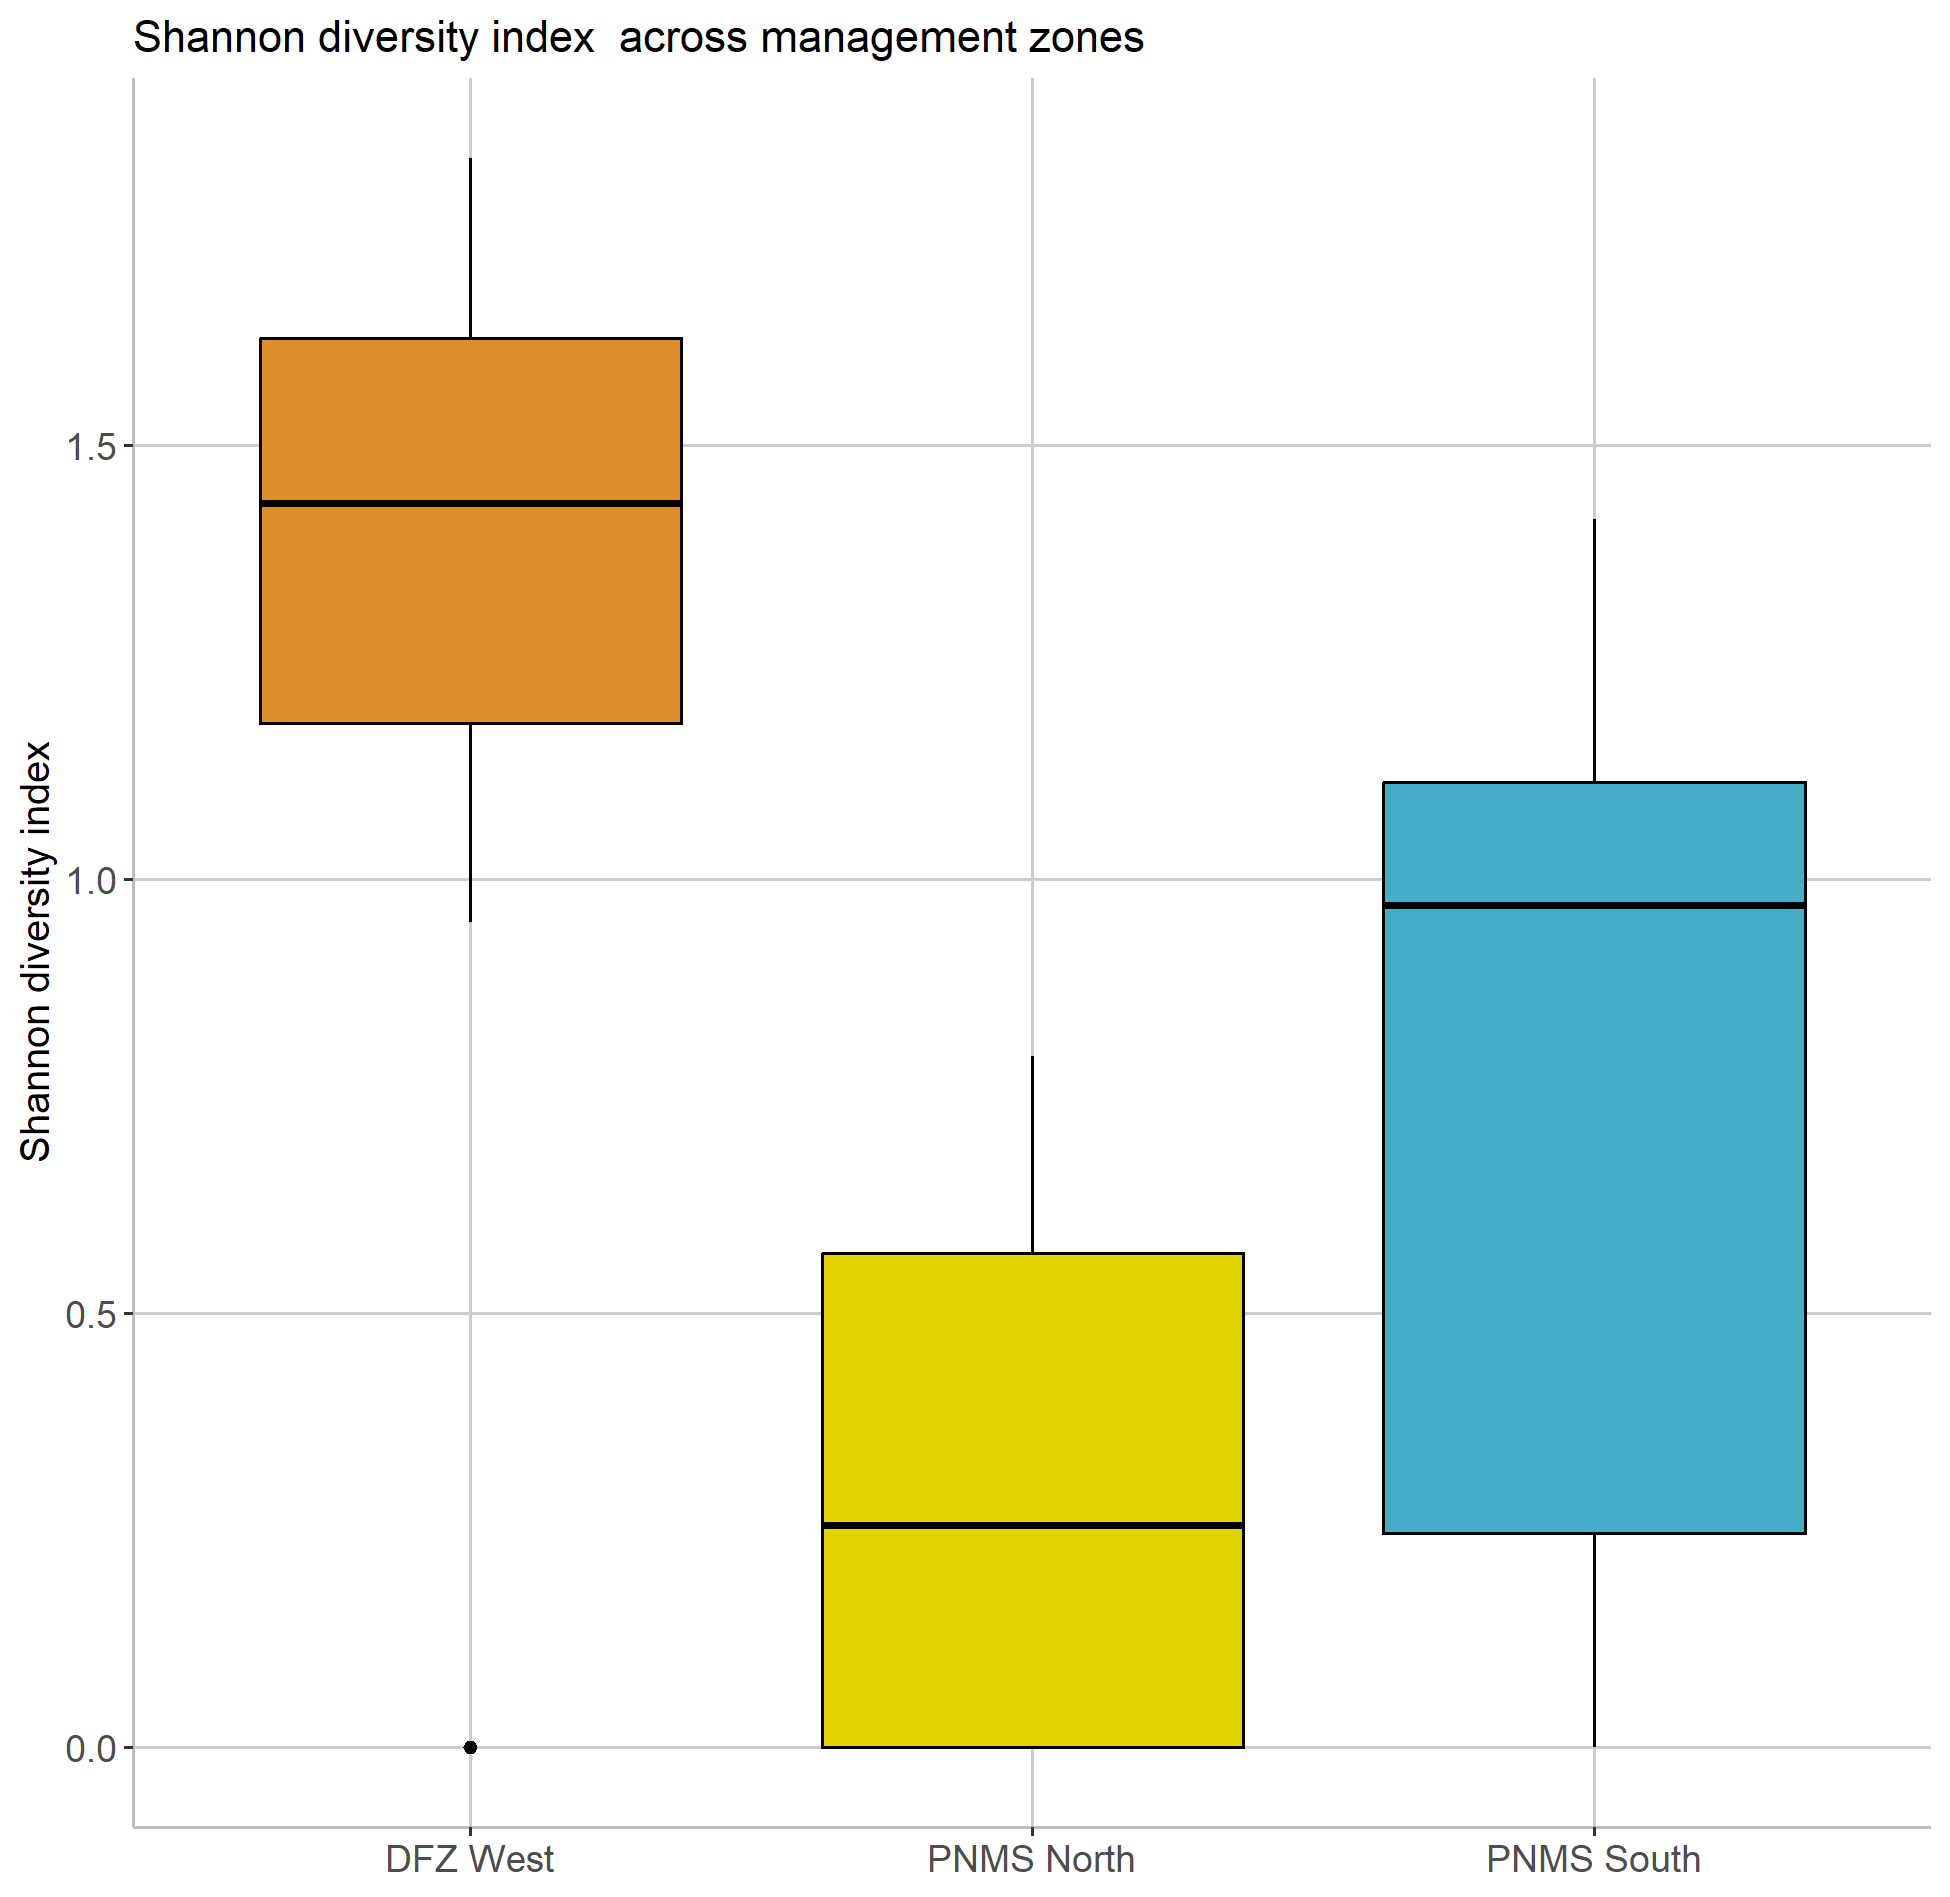 Shannon diversity index  across management zones
Shannon diversity index
1.5
1.0
0.5
0.0
DFZ West
PNMS North
PNMS South